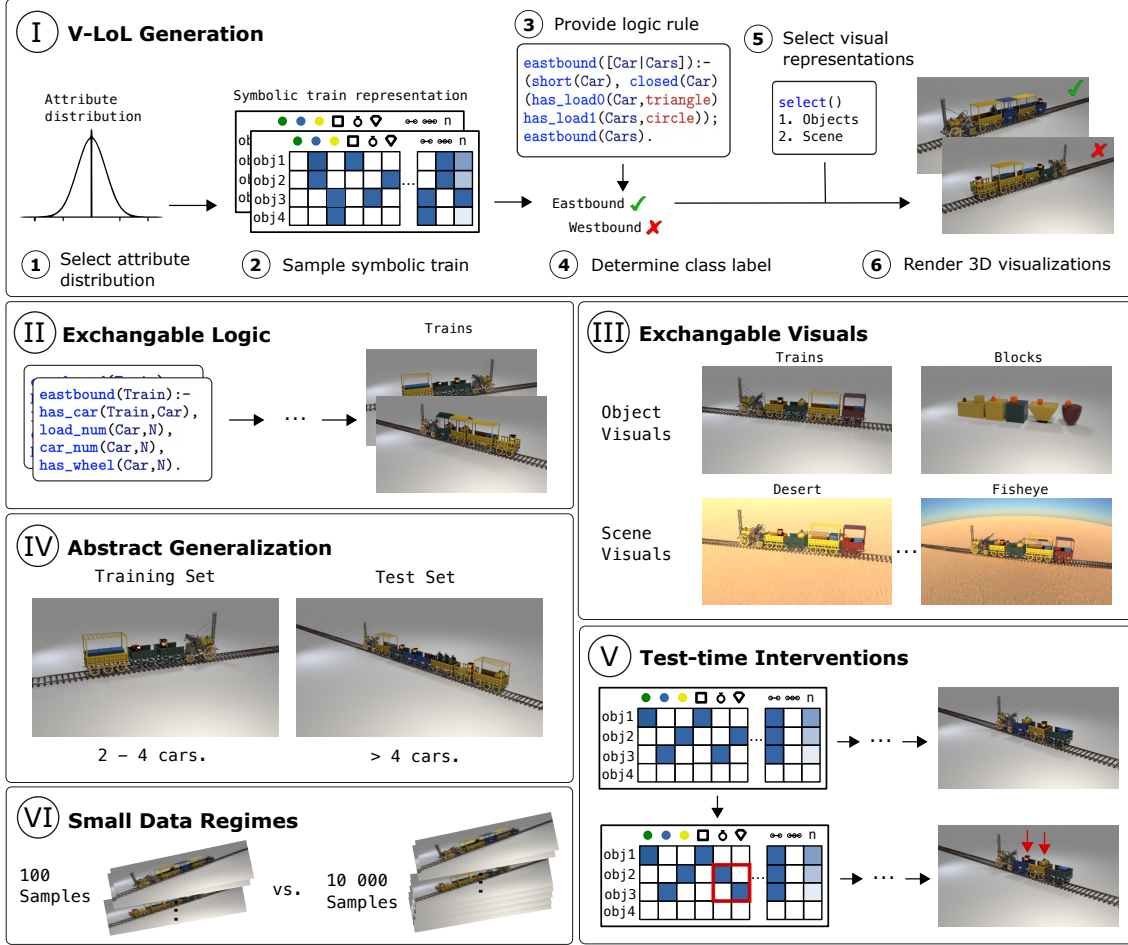 I V-LoL Generation
Attribute
distribution
Symbolic train representation
n
n
obj1
obj2
obj3
obj4
...
3 Provide logic rule
eastbound([Car|Cars]):-
(short(Car), closed(Car)
(has_load0(Car,triangle)
has_load1(Cars,circle));
eastbound(Cars).
Eastbound
Westbound
5 Select visual
representations
select()
1. Objects
2. Scene
1 Select attribute
distribution
2 Sample symbolic train
4 Determine class label
6 Render 3D visualizations
II Exchangable Logic
eastbound(Train):-
has_car(Train,Car),
load_num(Car,N),
car_num(Car,N),
has_wheel(Car,N).
...
Trains
III Exchangable Visuals
Trains Blocks
Object
Visuals
Desert Fisheye
Scene
Visuals
...
IV Abstract Generalization
Training Set Test Set
2 – 4 cars. > 4 cars.
V Test-time Interventions
n
obj1
obj2
obj3
obj4
...
...
n
obj1
obj2
obj3
obj4
...
...
VI Small Data Regimes
100
Samples
vs.
10 000
Samples